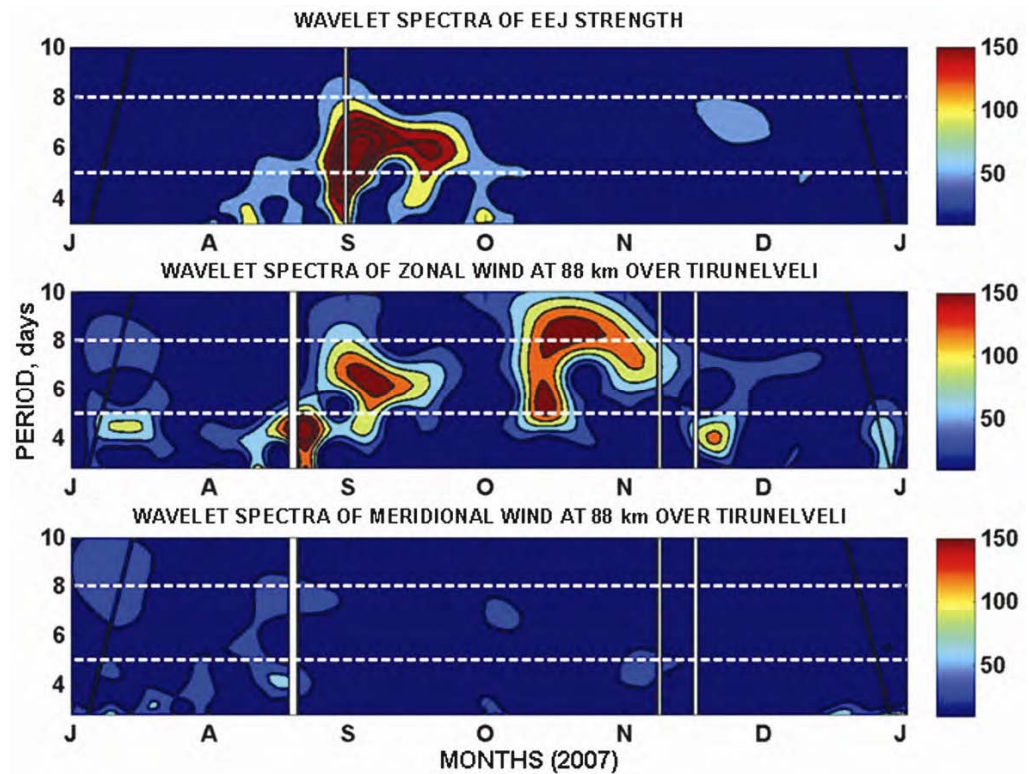 WAVELET SPECTRA OF EEJ STRENGTH
10
8
6
4
J A S O N D J
150
100
50
WAVELET SPECTRA OF ZONAL WIND AT 88 km OVER TIRUNELVELI
PERIOD, days
10
8
6
4
J A S O N D J
150
100
50
WAVELET SPECTRA OF MERIDIONAL WIND AT 88 km OVER TIRUNELVELI
10
8
6
4
J A S O N D J
150
100
50
MONTHS (2007)